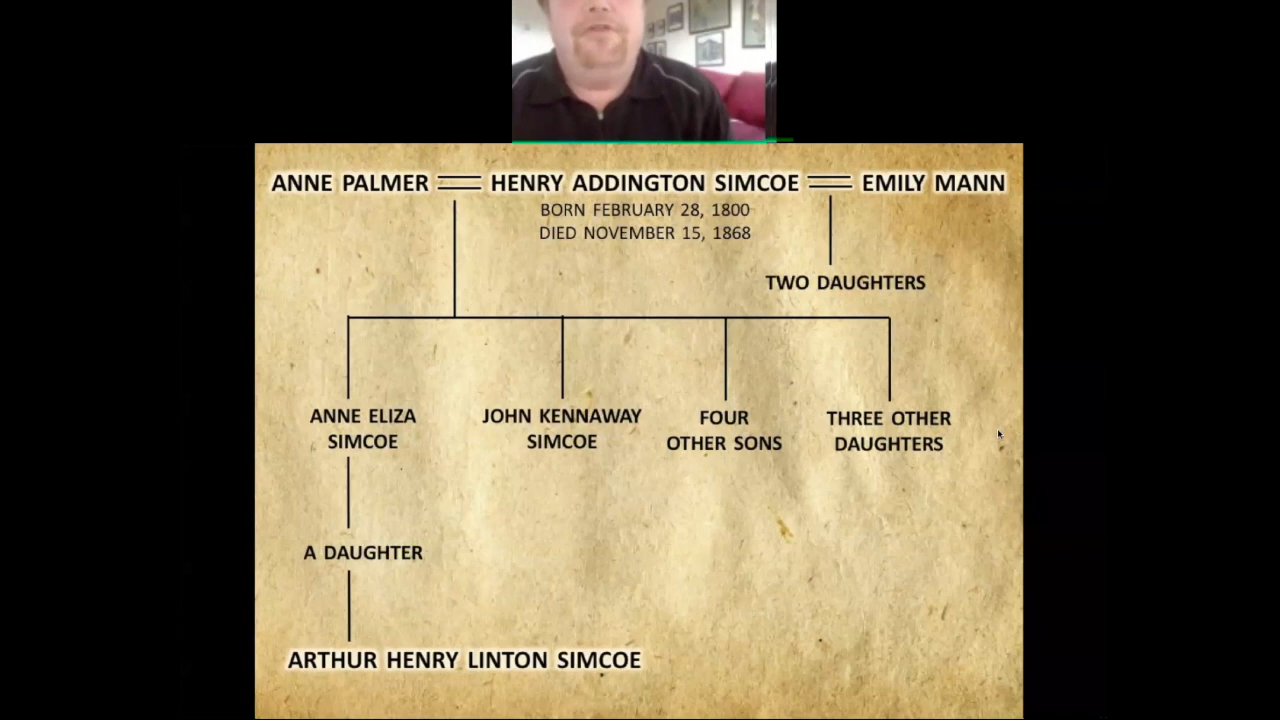 ANNE PALMER HENRY ADDINGTON SIMCOE EMILY MANN
BORN FEBRUARY 28, 1800
DIED NOVEMBER 15, 1868
TWO DAUGHTERS
ANNE ELIZA
SIMCOE
JOHN KENNAWAY
SIMCOE
FOUR
OTHER SONS
THREE OTHER
DAUGHTERS
A DAUGHTER
ARTHUR HENRY LINTON SIMCOE